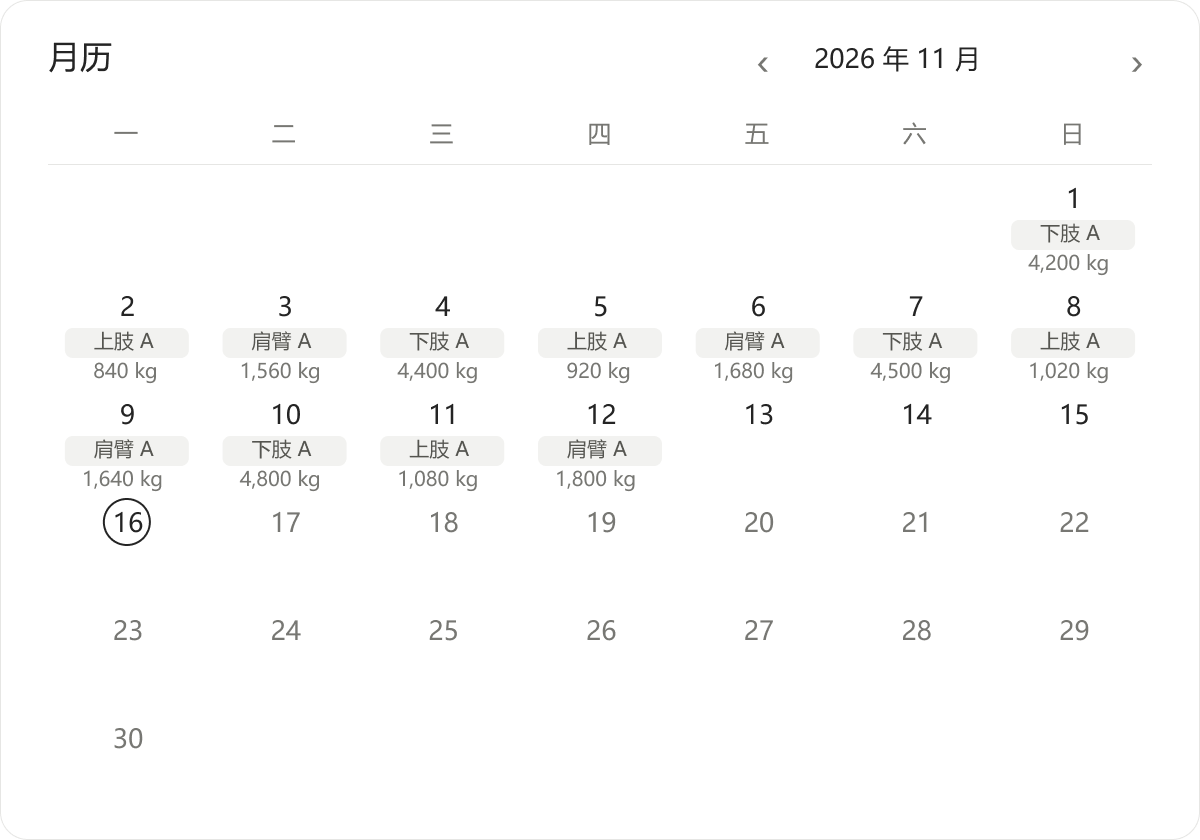 月历
‹ 2026 年 11 月 ›
一 二 三 四 五 六 日
1
下肢 A
4,200 kg
2 3 4 5 6 7 8
上肢 A 肩臂 A 下肢 A 上肢 A 肩臂 A 下肢 A 上肢 A
840 kg 1,560 kg 4,400 kg 920 kg 1,680 kg 4,500 kg 1,020 kg
9 10 11 12 13 14 15
肩臂 A 下肢 A 上肢 A 肩臂 A
1,640 kg 4,800 kg 1,080 kg 1,800 kg
16 17 18 19 20 21 22
23 24 25 26 27 28 29
30